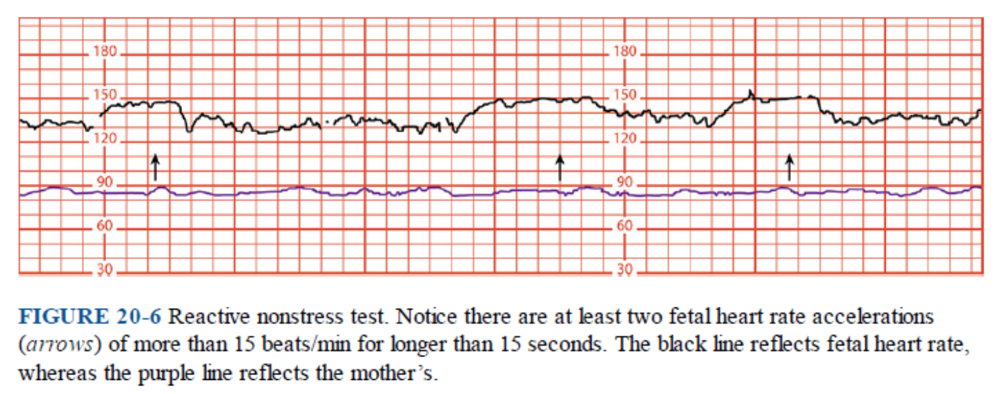 180 180
150 150
120 120
90 90
60 60
30 30
FIGURE 20-6 Reactive nonstress test. Notice there are at least two fetal heart rate accelerations
(arrows) of more than 15 beats/min for longer than 15 seconds. The black line reflects fetal heart rate,
whereas the purple line reflects the mother’s.